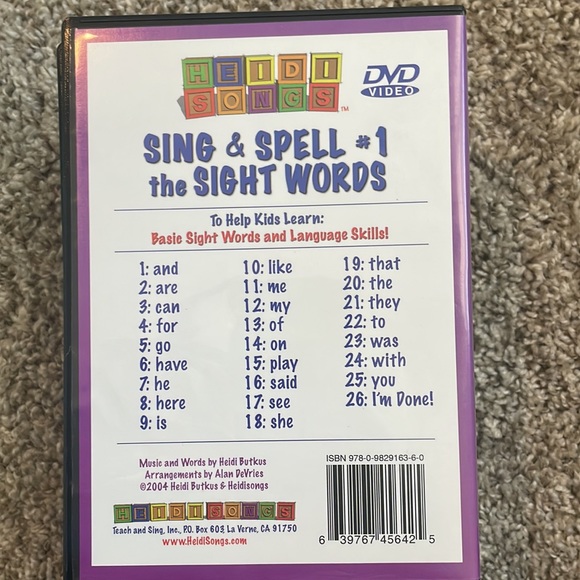 HEIDI
SONGS™
DVD
VIDEO
SING & SPELL #1
the SIGHT WORDS
To Help Kids Learn:
Basic Sight Words and Language Skills!
1: and
2: are
3: can
4: for
5: go
6: have
7: he
8: here
9: is
10: like
11: me
12: my
13: of
14: on
15: play
16: said
17: see
18: she
19: that
20: the
21: they
22: to
23: was
24: with
25: you
26: I'm Done!
Music and Words by Heidi Butkus
Arrangements by Alan DeVries
©2004 Heidi Butkus & Heidisongs
HEIDISONGS
Teach and Sing, Inc., P.O. Box 603, La Verne, CA 91750
www.HeidiSongs.com
ISBN 978-0-9829163-6-0
6 39767 45642 5